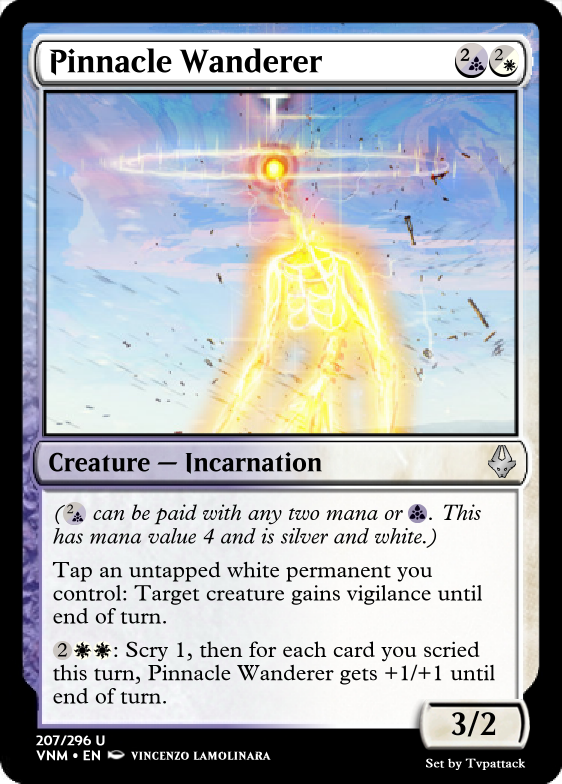 Pinnacle Wanderer
2 2
Creature — Incarnation
(2 can be paid with any two mana or . This
has mana value 4 and is silver and white.)
Tap an untapped white permanent you
control: Target creature gains vigilance until
end of turn.
2: Scry 1, then for each card you scried
this turn, Pinnacle Wanderer gets +1/+1 until
end of turn.
3/2
207/296 U
VNM • EN VINCENZO LAMOLINARA
Set by Tvpattack